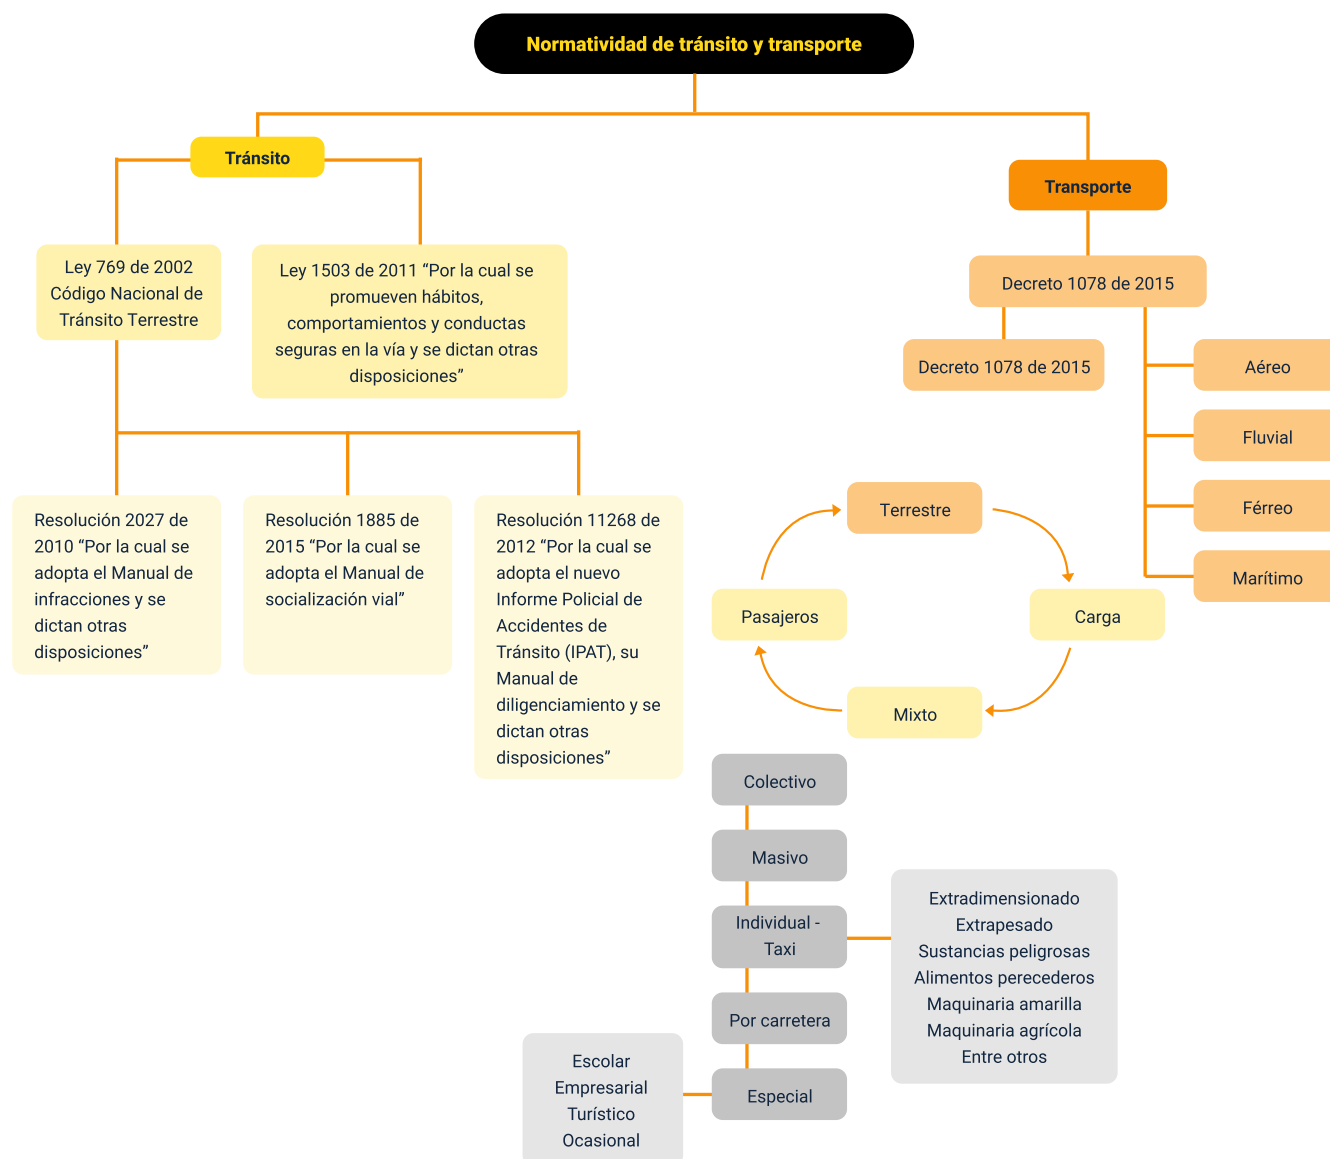 Normatividad de tránsito y transporte
Tránsito
Transporte
Ley 769 de 2002
Código Nacional de
Tránsito Terrestre
Ley 1503 de 2011 “Por la cual se
promueven hábitos,
comportamientos y conductas
seguras en la vía y se dictan otras
disposiciones”
Decreto 1078 de 2015
Decreto 1078 de 2015
Aéreo
Fluvial
Férreo
Marítimo
Resolución 2027 de
2010 “Por la cual se
adopta el Manual de
infracciones y se
dictan otras
disposiciones”
Resolución 1885 de
2015 “Por la cual se
adopta el Manual de
socialización vial”
Resolución 11268 de
2012 “Por la cual se
adopta el nuevo
Informe Policial de
Accidentes de
Tránsito (IPAT), su
Manual de
diligenciamiento y se
dictan otras
disposiciones”
Terrestre
Pasajeros
Carga
Mixto
Colectivo
Masivo
Individual -
Taxi
Por carretera
Especial
Extradimensionado
Extrapesado
Sustancias peligrosas
Alimentos perecederos
Maquinaria amarilla
Maquinaria agrícola
Entre otros
Escolar
Empresarial
Turístico
Ocasional